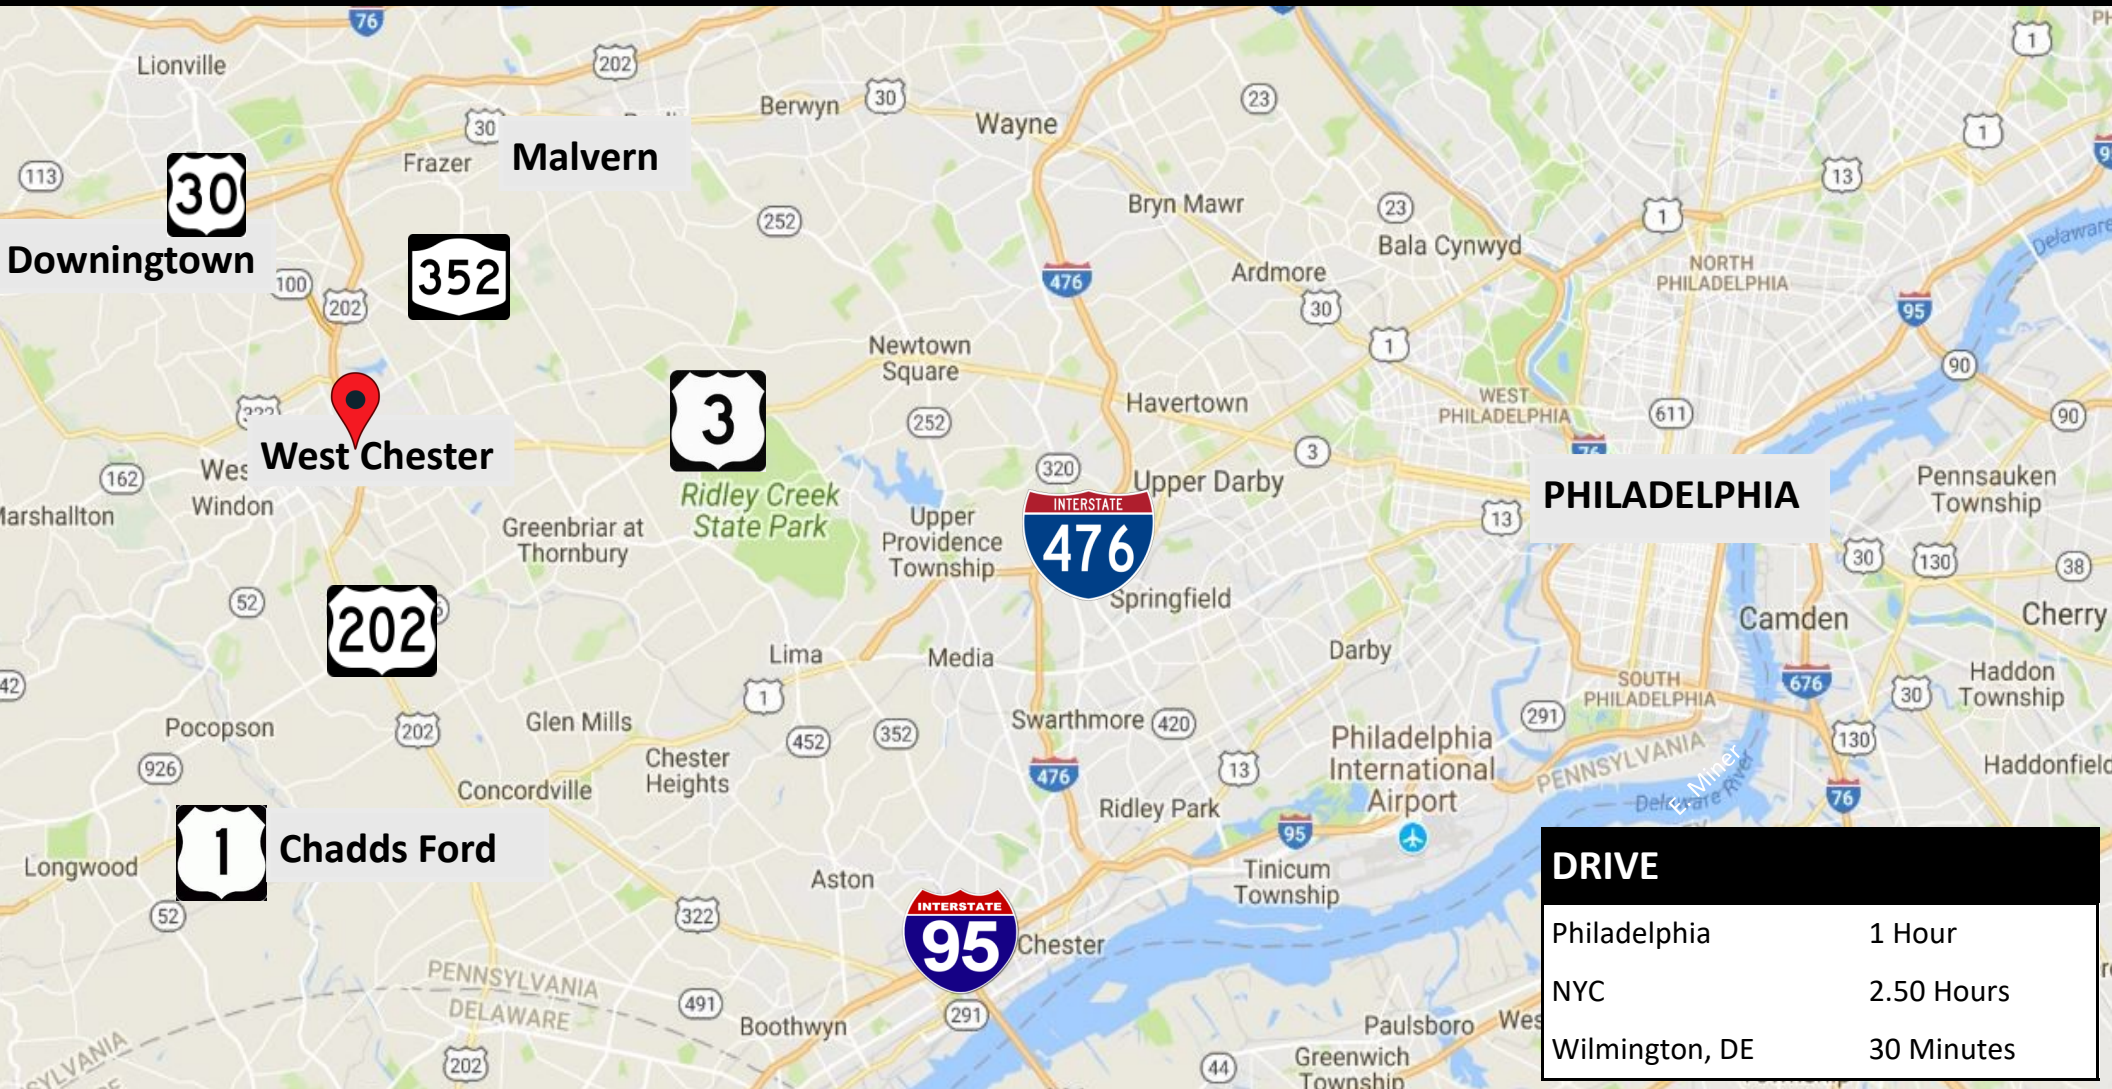 76
1
Lionville
202
Berwyn
30
23
Wayne
30
1
Frazer
Malvern
113
30
13
252
Bryn Mawr
23
1
Bala Cynwyd
Delaware
Downingtown
352
100
202
476
Ardmore
30
NORTH
PHILADELPHIA
95
Newtown
Square
1
90
3
Havertown
WEST
PHILADELPHIA
611
90
322
252
3
76
West Chester
162
Windon
320
Upper Darby
Pennsauken
Township
PHILADELPHIA
Ridley Creek
State Park
Greenbriar at
Thornbury
Upper
Providence
Township
INTERSTATE
476
13
30
130
38
52
202
Springfield
Camden
Cherry
Lima
Media
Darby
SOUTH
PHILADELPHIA
676
30
Haddon
Township
1
Pocopson
202
Glen Mills
452
352
Swarthmore
420
291
130
926
Chester
Heights
Concordville
476
13
Philadelphia
International
Airport
PENNSYLVANIA
E. Miner
Delaware River
76
Ridley Park
95
1
Chadds Ford
Longwood
52
Aston
322
Tinicum
Township
INTERSTATE
95
Chester
PENNSYLVANIA
DELAWARE
491
Boothwyn
291
Paulsboro
202
44
Greenwich
Township
DRIVE
Philadelphia 1 Hour
NYC 2.50 Hours
Wilmington, DE 30 Minutes